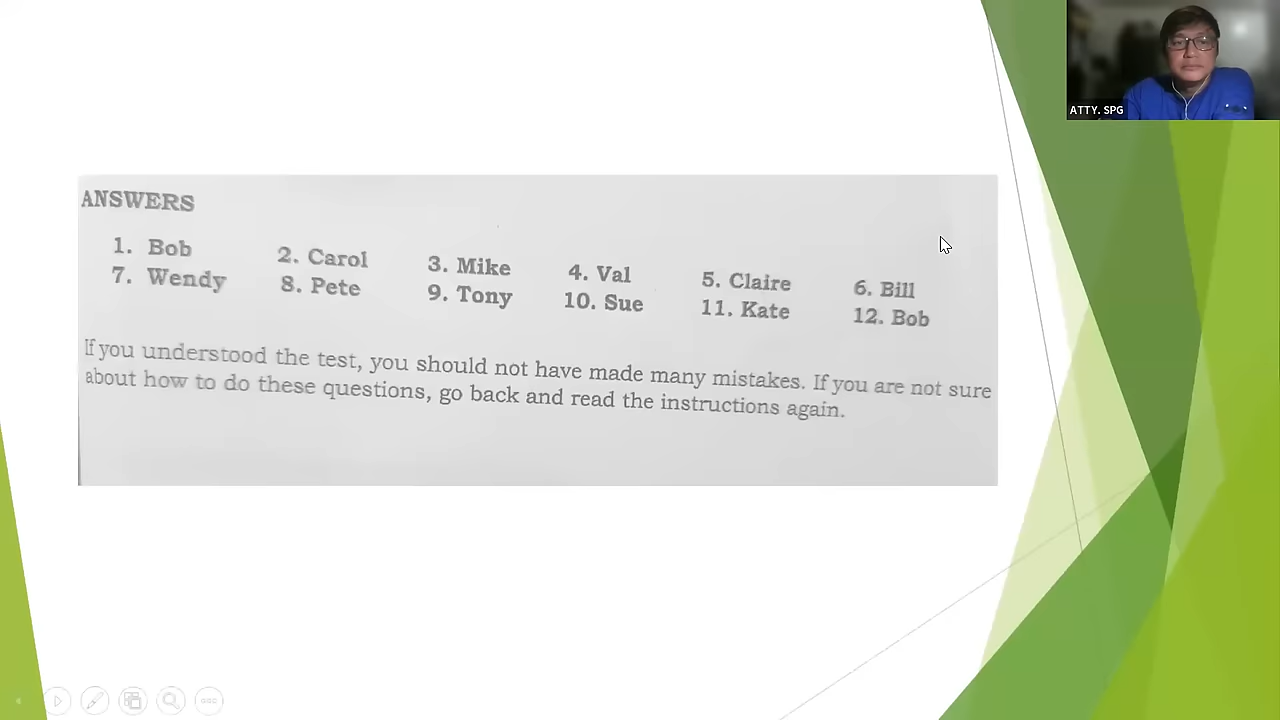 ATTY. SPG
ANSWERS
1. Bob 2. Carol 3. Mike 4. Val 5. Claire 6. Bill
7. Wendy 8. Pete 9. Tony 10. Sue 11. Kate 12. Bob
If you understood the test, you should not have made many mistakes. If you are not sure
about how to do these questions, go back and read the instructions again.